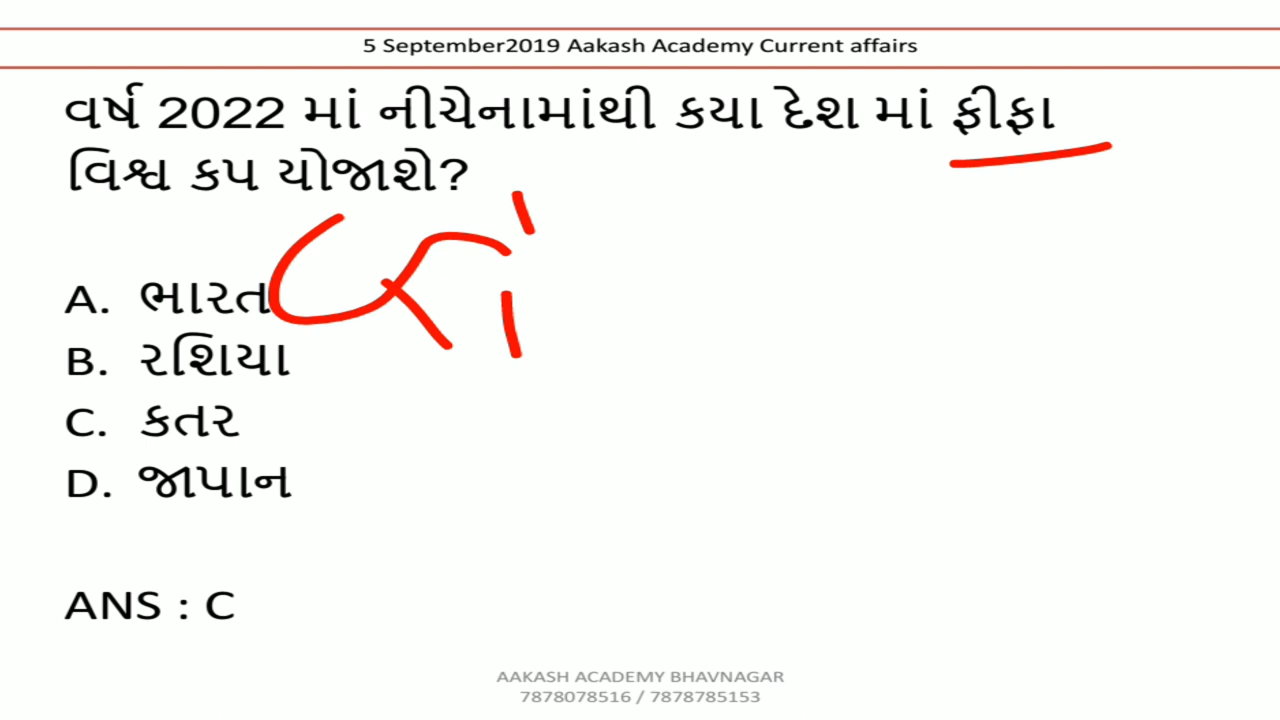 5 September2019 Aakash Academy Current affairs
વર્ષ 2022 માં નીચેનામાંથી કયા દેશ માં ફીફા
વિશ્વ કપ યોજાશે?
A. ભારત
B. રશિયા
C. કતર
D. જાપાન
ANS : C
AAKASH ACADEMY BHAVNAGAR
7878078516 / 7878785153